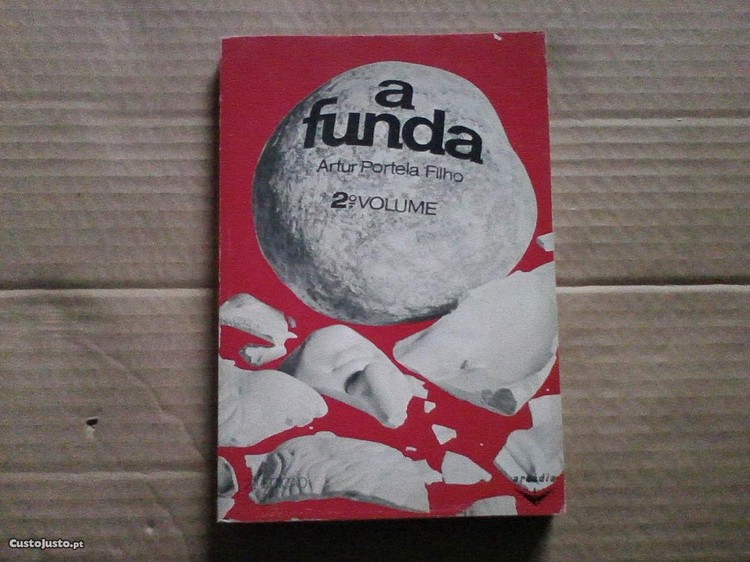 a
funda
Artur Portela Filho
2º VOLUME
arcádia
CustoJusto.pt